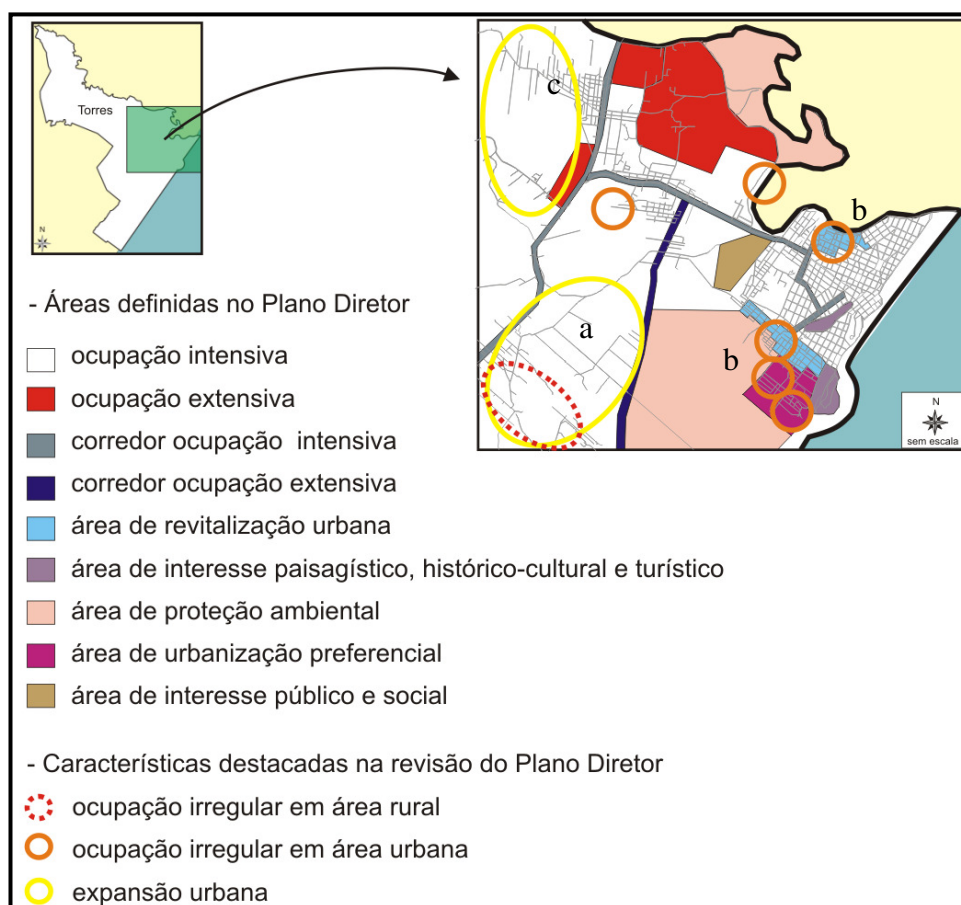 Torres
N
c
b
a
b
N
sem escala
- Áreas definidas no Plano Diretor
ocupação intensiva
ocupação extensiva
corredor ocupação intensiva
corredor ocupação extensiva
área de revitalização urbana
área de interesse paisagístico, histórico-cultural e turístico
área de proteção ambiental
área de urbanização preferencial
área de interesse público e social
- Características destacadas na revisão do Plano Diretor
ocupação irregular em área rural
ocupação irregular em área urbana
expansão urbana